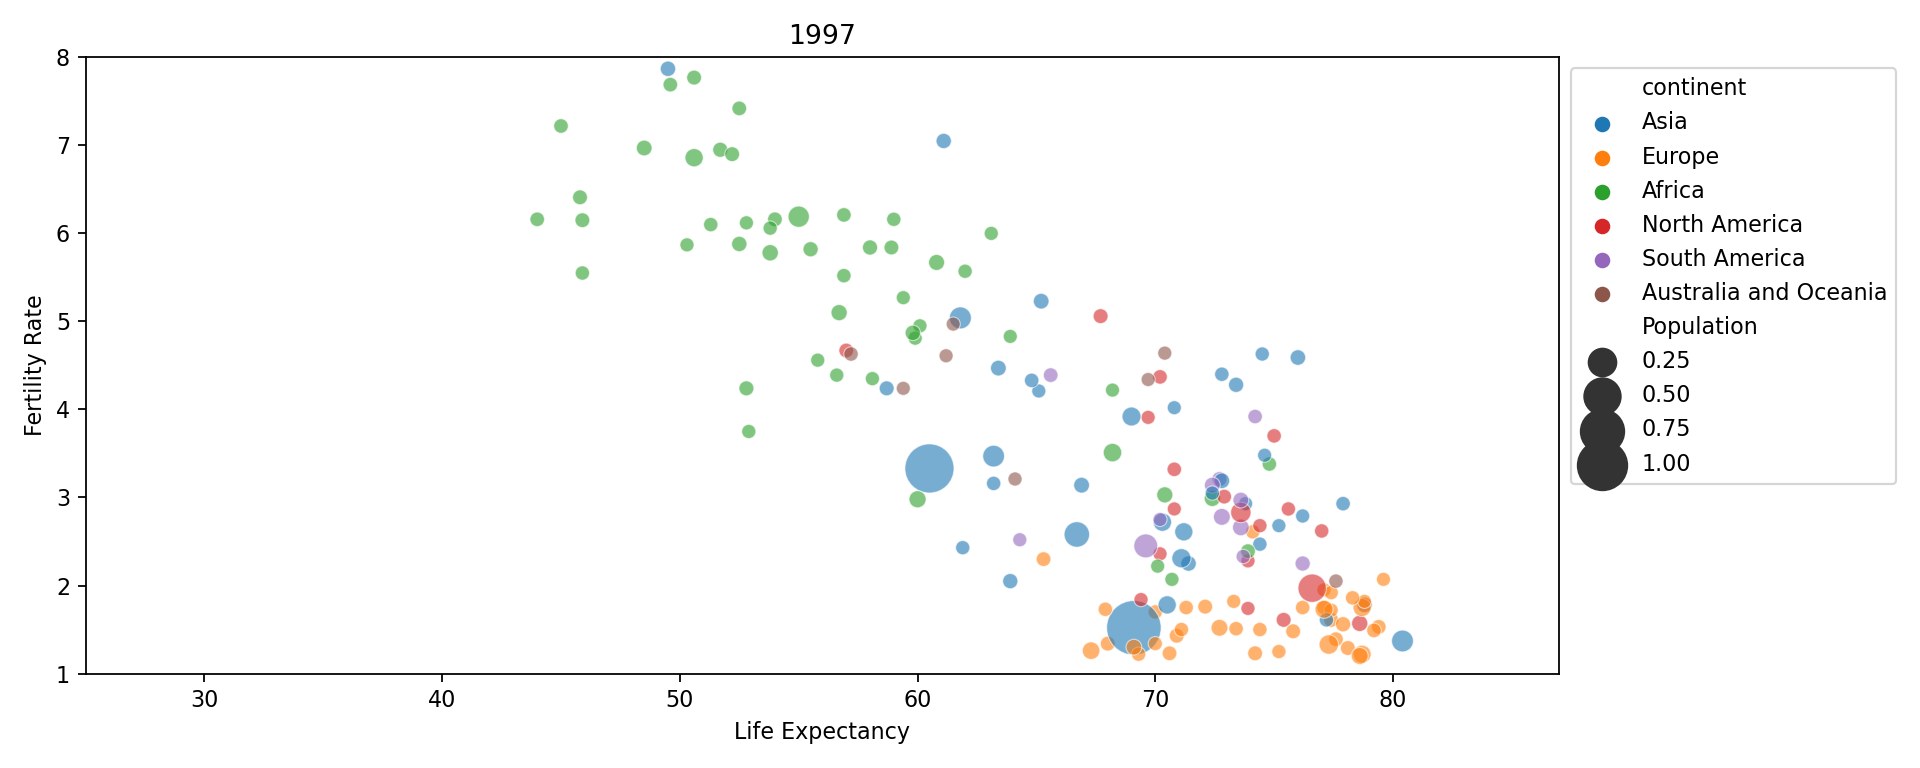 1997
8
7
6
5
4
3
2
1
Fertility Rate
30 40 50 60 70 80
Life Expectancy
continent
Asia
Europe
Africa
North America
South America
Australia and Oceania
Population
0.25
0.50
0.75
1.00